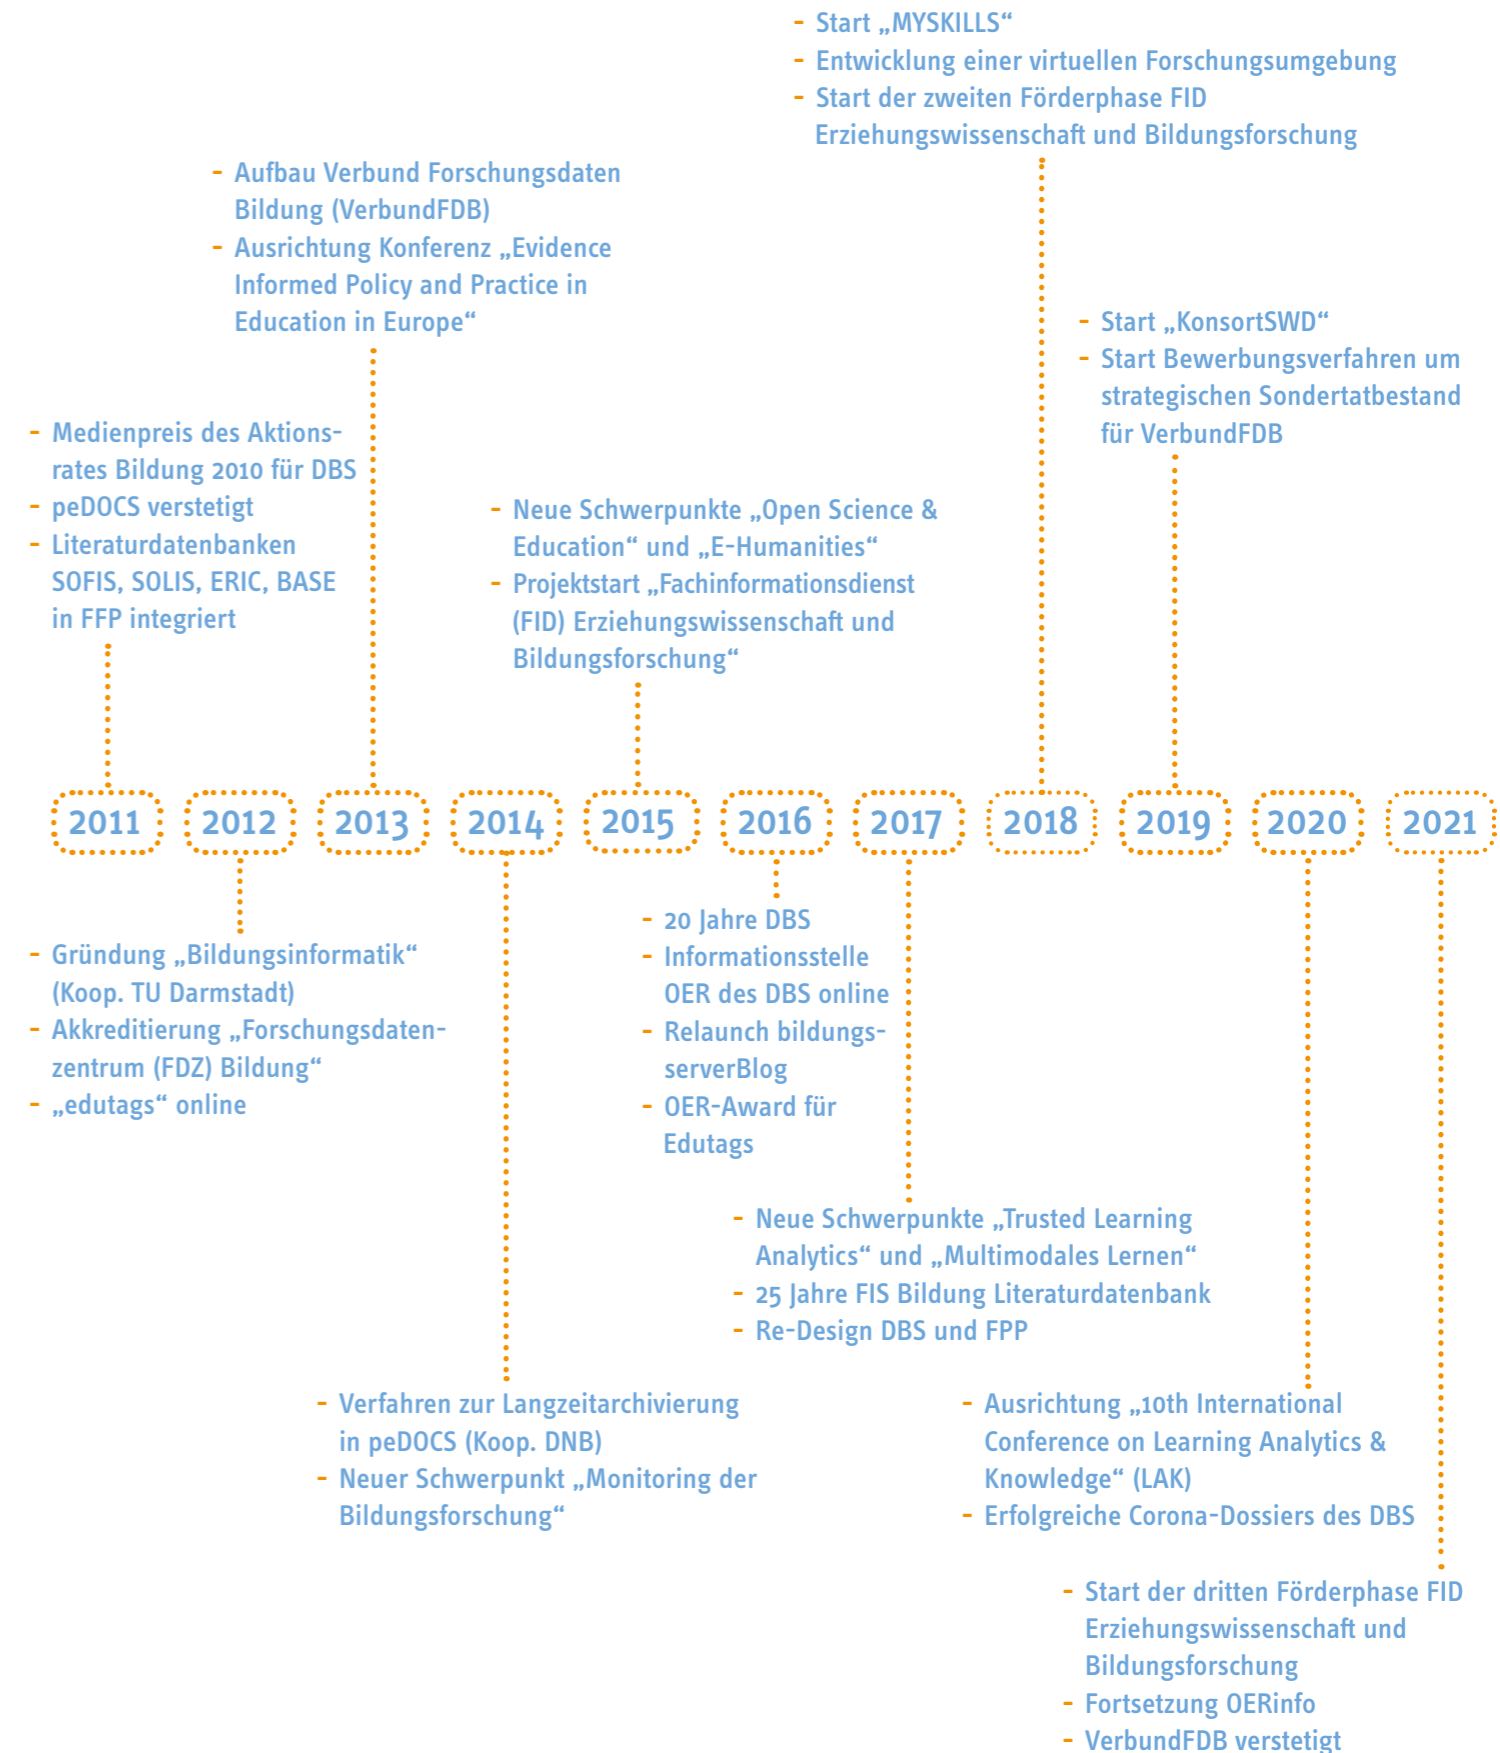 - Start „MYSKILLS“
- Entwicklung einer virtuellen Forschungsumgebung
- Start der zweiten Förderphase FID
Erziehungswissenschaft und Bildungsforschung
- Aufbau Verbund Forschungsdaten
Bildung (VerbundFDB)
- Ausrichtung Konferenz „Evidence
Informed Policy and Practice in
Education in Europe“
- Start „KonsortSWD“
- Start Bewerbungsverfahren um
strategischen Sondertatbestand
für VerbundFDB
- Medienpreis des Aktions-
rates Bildung 2010 für DBS
- peDOCS verstetigt
- Literaturdatenbanken
SOFIS, SOLIS, ERIC, BASE
in FFP integriert
- Neue Schwerpunkte „Open Science &
Education“ und „E-Humanities“
- Projektstart „Fachinformationsdienst
(FID) Erziehungswissenschaft und
Bildungsforschung“
2011 2012 2013 2014 2015 2016 2017 2018 2019 2020 2021
- Gründung „Bildungsinformatik“
(Koop. TU Darmstadt)
- Akkreditierung „Forschungsdaten-
zentrum (FDZ) Bildung“
- „edutags“ online
- 20 Jahre DBS
- Informationsstelle
OER des DBS online
- Relaunch bildungs-
serverBlog
- OER-Award für
Edutags
- Neue Schwerpunkte „Trusted Learning
Analytics“ und „Multimodales Lernen“
- 25 Jahre FIS Bildung Literaturdatenbank
- Re-Design DBS und FPP
- Verfahren zur Langzeitarchivierung
in peDOCS (Koop. DNB)
- Neuer Schwerpunkt „Monitoring der
Bildungsforschung“
- Ausrichtung „10th International
Conference on Learning Analytics &
Knowledge“ (LAK)
- Erfolgreiche Corona-Dossiers des DBS
- Start der dritten Förderphase FID
Erziehungswissenschaft und
Bildungsforschung
- Fortsetzung OERinfo
- VerbundFDB verstetigt